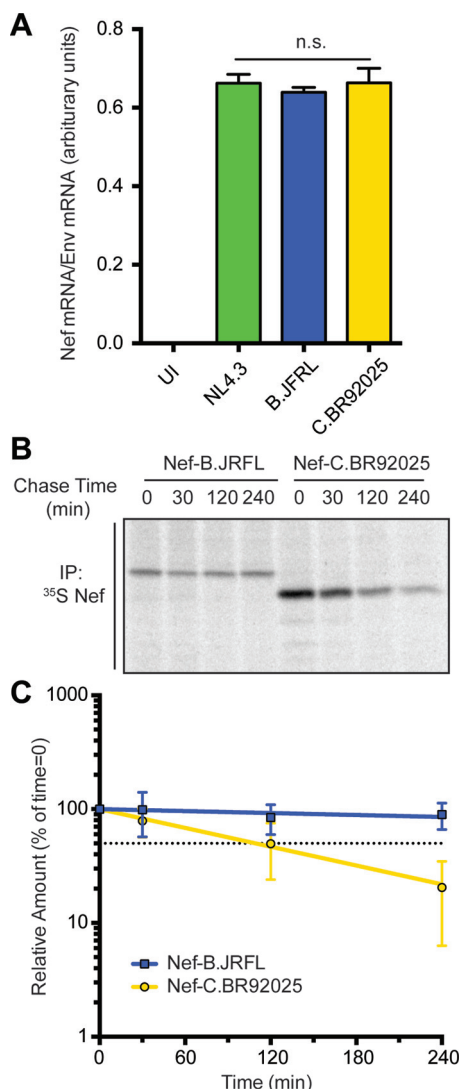 A
Nef mRNA/Env mRNA (arbiturary units)
0.8
0.6
0.4
0.2
0.0
n.s.
UI
NL4.3
B.JFRL
C.BR92025
B
Nef-B.JRFL Nef-C.BR92025
Chase Time (min)
0 30 120 240 0 30 120 240
IP:
35S Nef
C
Relative Amount (% of time=0)
1000
100
10
1
Nef-B.JRFL
Nef-C.BR92025
0 60 120 180 240
Time (min)